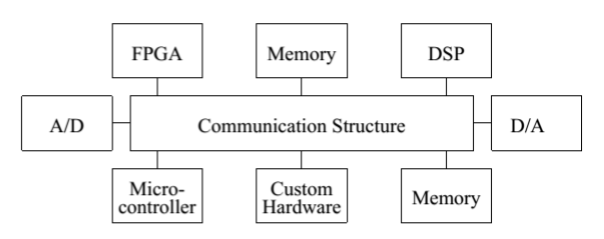 FPGA
Memory
DSP
A/D
Communication Structure
D/A
Micro-
controller
Custom
Hardware
Memory